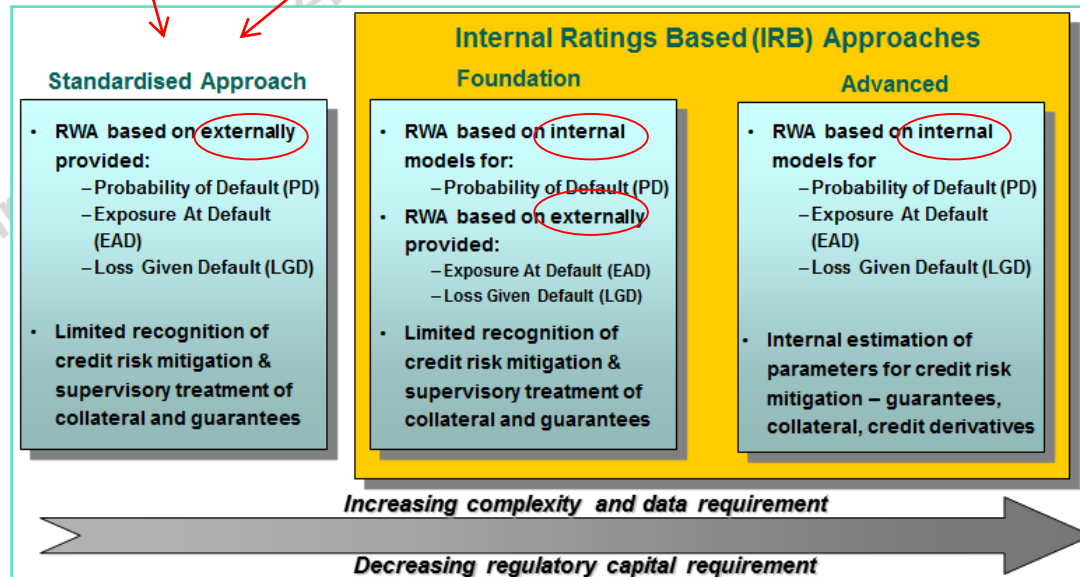 Internal Ratings Based (IRB) Approaches
Standardised Approach
• RWA based on externally
provided:
–Probability of Default (PD)
–Exposure At Default
(EAD)
–Loss Given Default (LGD)
• Limited recognition of
credit risk mitigation &
supervisory treatment of
collateral and guarantees
Foundation
• RWA based on internal
models for:
–Probability of Default (PD)
• RWA based on externally
provided:
–Exposure At Default (EAD)
–Loss Given Default (LGD)
• Limited recognition of
credit risk mitigation &
supervisory treatment of
collateral and guarantees
Advanced
• RWA based on internal
models for
–Probability of Default (PD)
–Exposure At Default
(EAD)
–Loss Given Default (LGD)
• Internal estimation of
parameters for credit risk
mitigation – guarantees,
collateral, credit derivatives
Increasing complexity and data requirement
Decreasing regulatory capital requirement